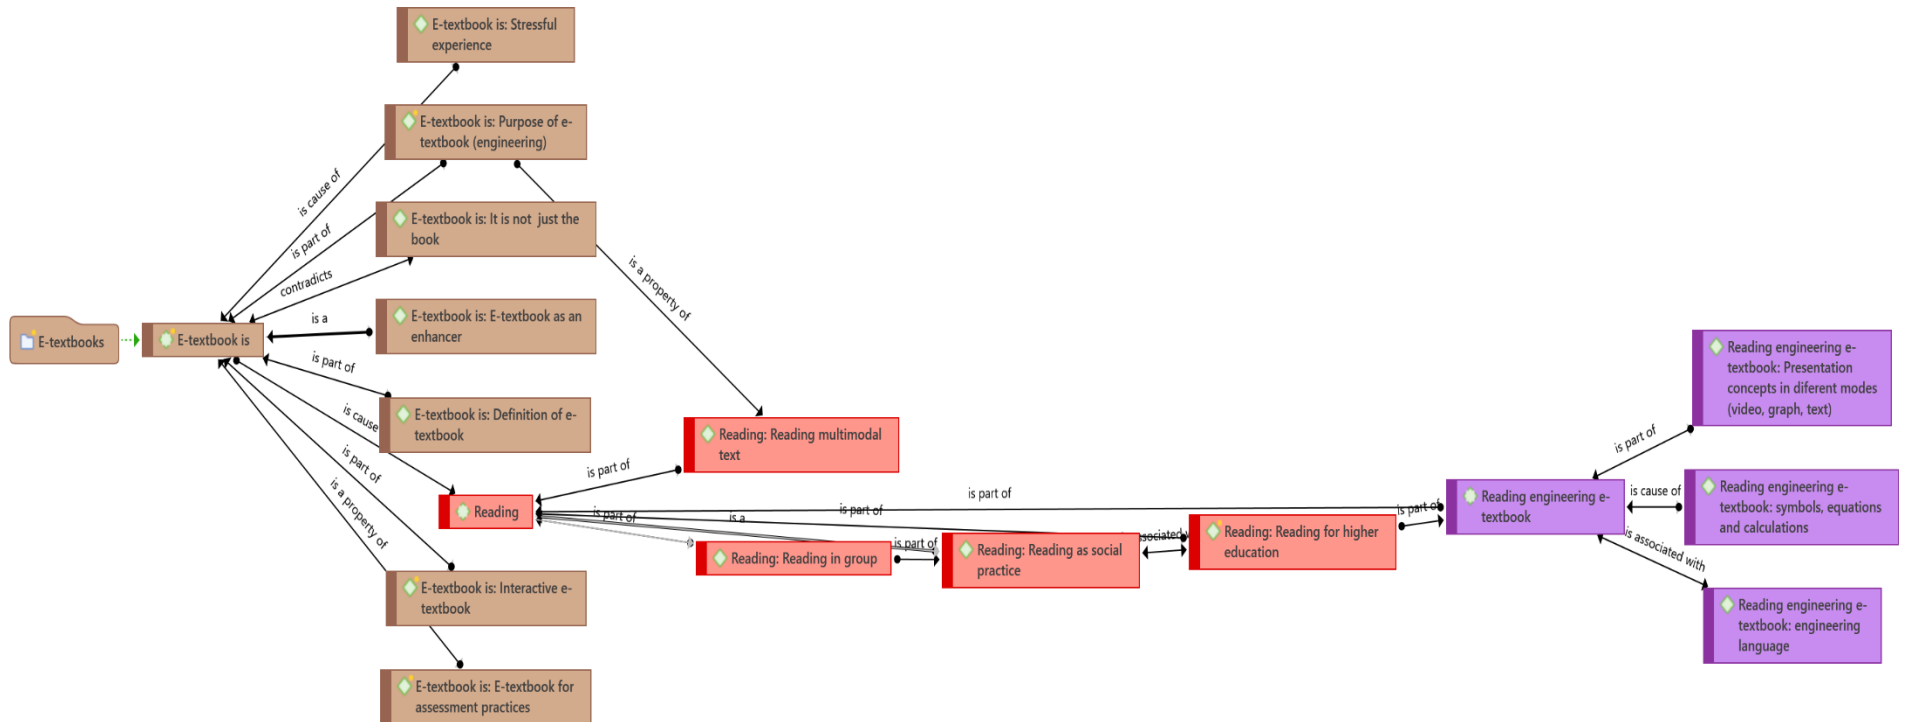 E-textbook is: Stressful
experience
E-textbook is: Purpose of e-
textbook (engineering)
is cause of
is part of
E-textbook is: It is not just the
book
contradicts
is a property of
E-textbooks
E-textbook is
is a
E-textbook is: E-textbook as an
enhancer
is part of
E-textbook is: Definition of e-
textbook
is cause
is part of
is a property of
Reading: Reading multimodal
text
is part of
Reading
is part of
is part of
is part of
is a
Reading: Reading in group
is part of
Reading: Reading as social
practice
sociated
Reading: Reading for higher
education
is part of
Reading engineering e-
textbook
Reading engineering e-
textbook: Presentation
concepts in diferent modes
(video, graph, text)
is part of
is cause of
Reading engineering e-
textbook: symbols, equations
and calculations
is associated with
Reading engineering e-
textbook: engineering
language
E-textbook is: Interactive e-
textbook
E-textbook is: E-textbook for
assessment practices